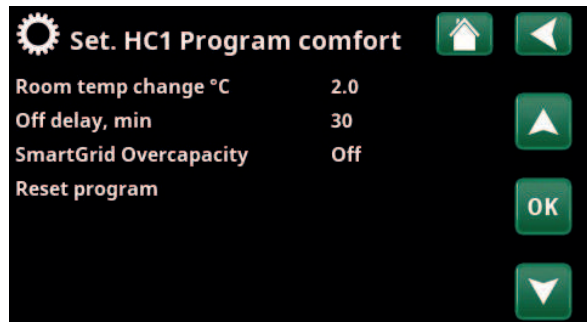 Set. HC1 Program comfort
Room temp change °C 2.0
Off delay, min 30
SmartGrid Overcapacity Off
Reset program
OK